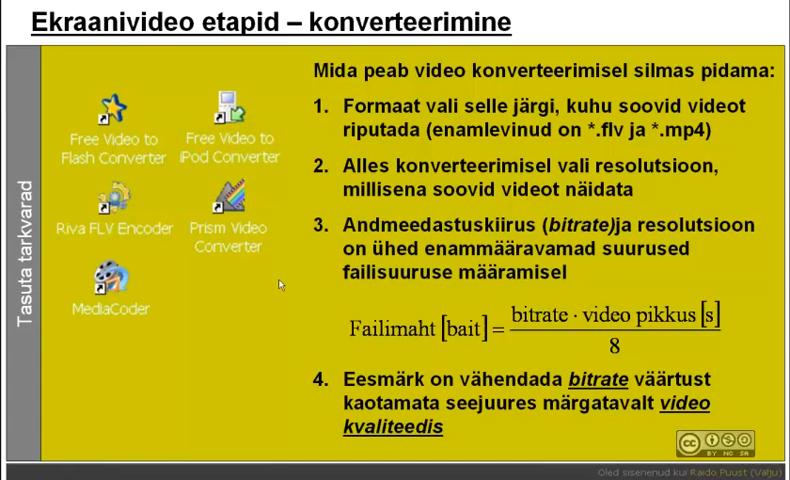 Ekraanivideo etapid – konverteerimine
Tasuta tarkvarad
Free Video to
Flash Converter
Free Video to
iPod Converter
Riva FLV Encoder
Prism Video
Converter
MediaCoder
Mida peab video konverteerimisel silmas pidama:
1. Formaat vali selle järgi, kuhu soovid videot
riputada (enamlevinud on *.flv ja *.mp4)
2. Alles konverteerimisel vali resolutsioon,
millisena soovid videot näidata
3. Andmeedastuskiirus (bitrate)ja resolutsioon
on ühed enammääravamad suurused
failisuuruse määramisel
Failimaht [bait] = bitrate · video pikkus [s]
8
4. Eesmärk on vähendada bitrate väärtust
kaotamata seejuures märgatavalt video
kvaliteedis
cc
BY NC SA
Oled sisenenud kui Raido Puust (Välju)